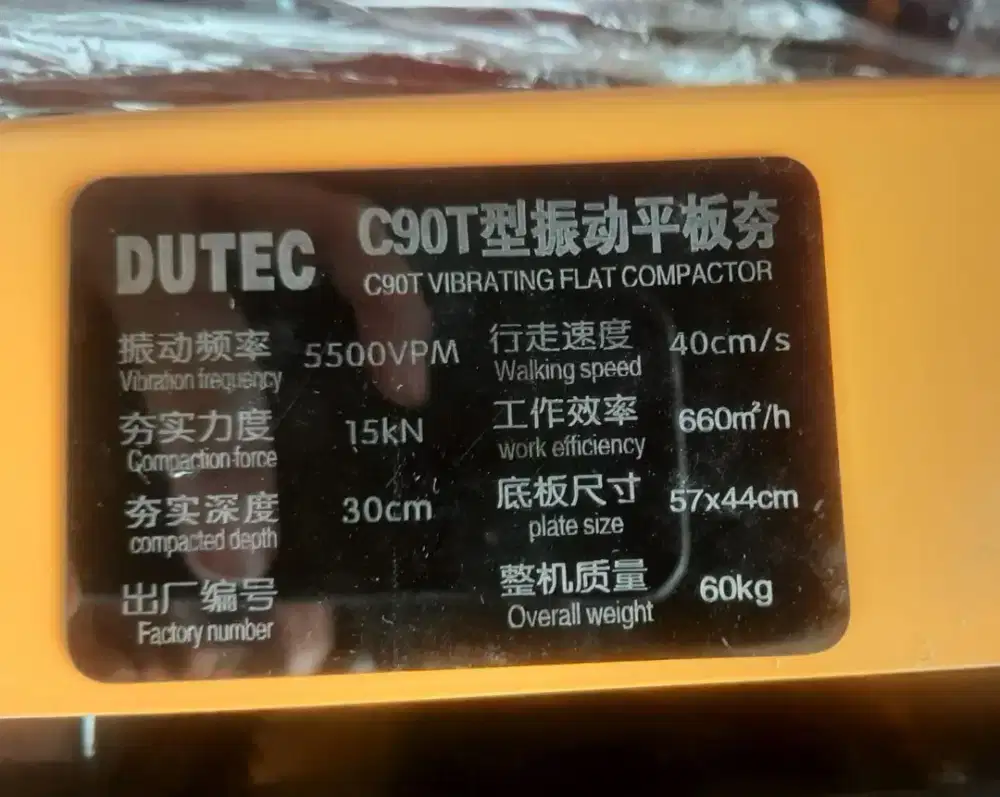 DUTEC
C90T型振动平板夯
C90T VIBRATING FLAT COMPACTOR
振动频率 5500VPM
Vibration frequency
夯实力度 15kN
Compaction force
夯实深度 30cm
compacted depth
出厂编号
Factory number
行走速度 40cm/s
Walking speed
工作效率 660m²/h
work efficiency
底板尺寸 57x44cm
plate size
整机质量 60kg
Overall weight